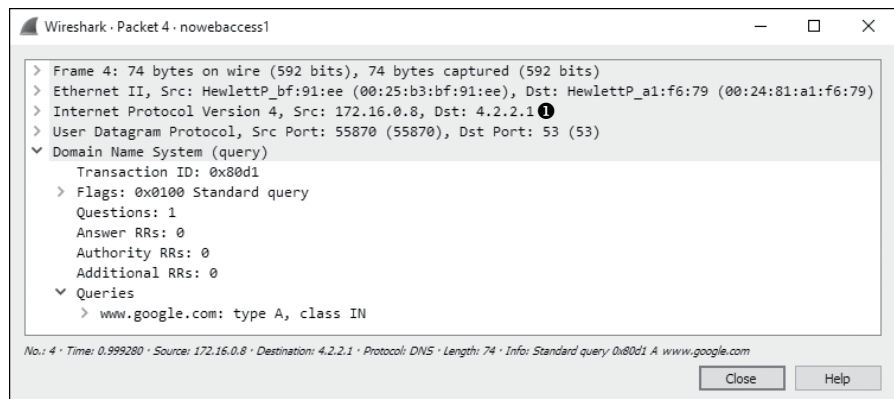 Wireshark · Packet 4 · nowebaccess1
> Frame 4: 74 bytes on wire (592 bits), 74 bytes captured (592 bits)
> Ethernet II, Src: HewlettP_bf:91:ee (00:25:b3:bf:91:ee), Dst: HewlettP_a1:f6:79 (00:24:81:a1:f6:79)
> Internet Protocol Version 4, Src: 172.16.0.8, Dst: 4.2.2.1 ❶
> User Datagram Protocol, Src Port: 55870 (55870), Dst Port: 53 (53)
Domain Name System (query)
Transaction ID: 0x80d1
> Flags: 0x0100 Standard query
Questions: 1
Answer RRs: 0
Authority RRs: 0
Additional RRs: 0
Queries
> www.google.com: type A, class IN
No.: 4 · Time: 0.999280 · Source: 172.16.0.8 · Destination: 4.2.2.1 · Protocol: DNS · Length: 74 · Info: Standard query 0x80d1 A www.google.com
Close Help